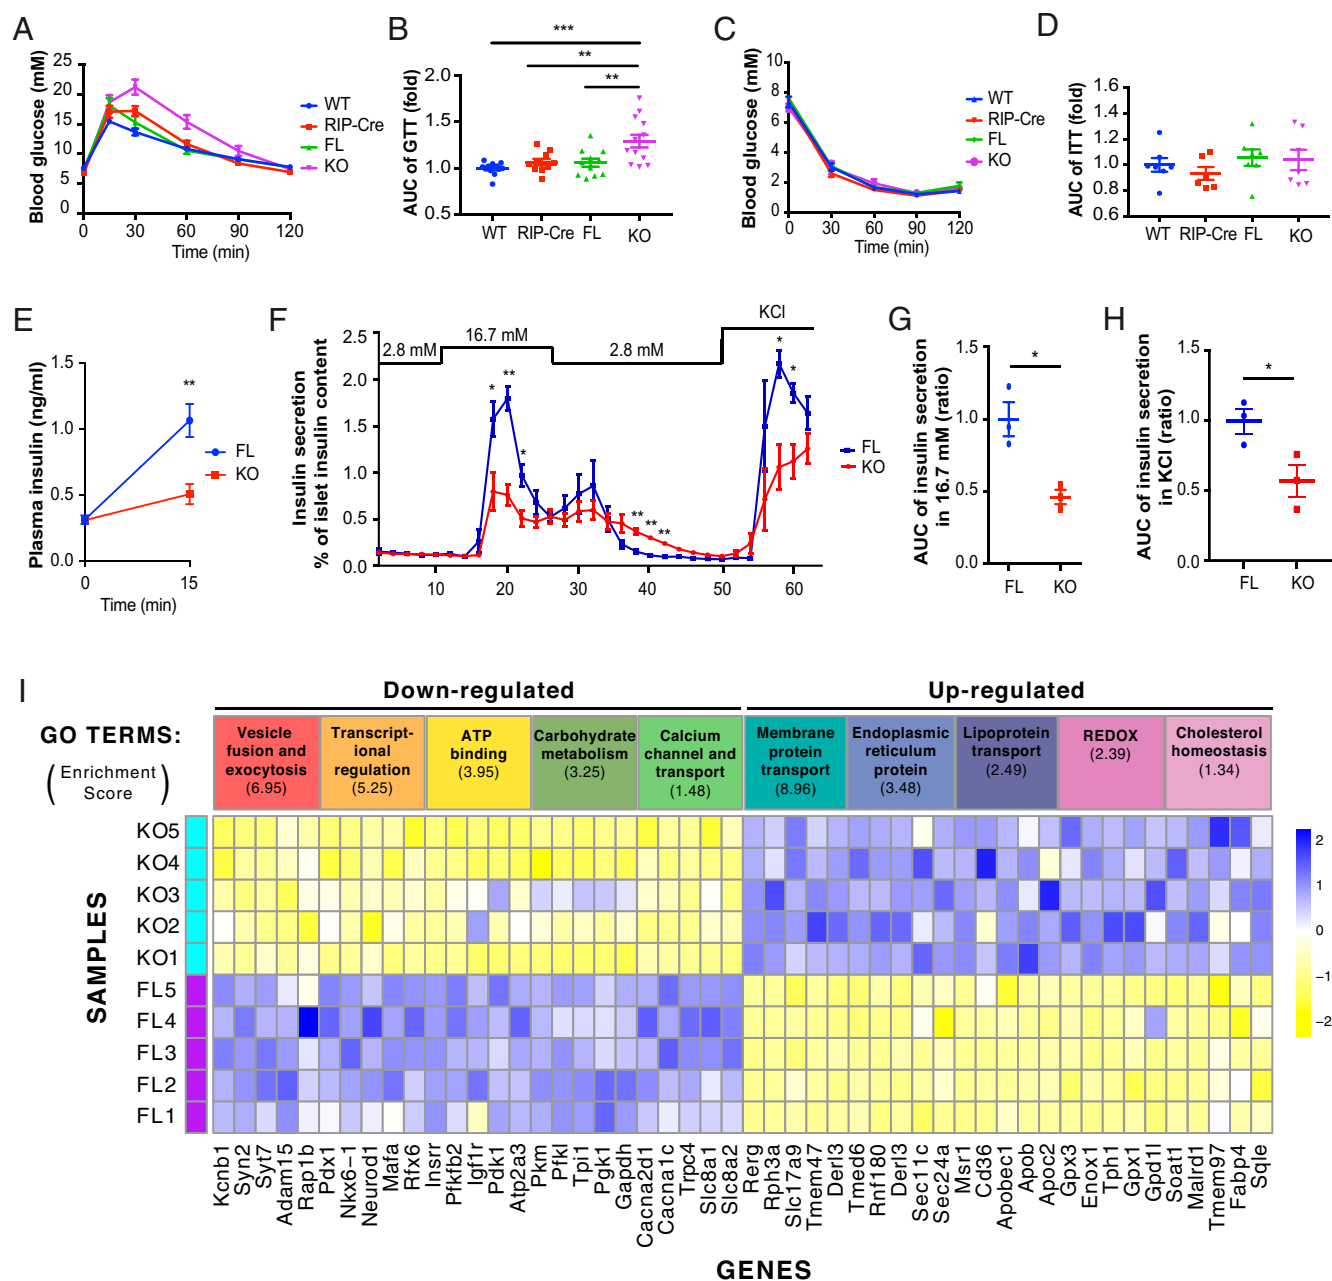 A
Blood glucose (mM)
25
20
15
10
5
0
0
30
60
90
120
Time (min)
WT
RIP-Cre
FL
KO
B
AUC of GTT (fold)
2.0
1.5
1.0
0.5
***
**
**
WT
RIP-Cre
FL
KO
C
Blood glucose (mM)
10
8
6
4
2
0
0
30
60
90
120
Time (min)
WT
RIP-Cre
FL
KO
D
AUC of ITT (fold)
1.6
1.4
1.2
1.0
0.8
0.6
WT
RIP-Cre
FL
KO
E
Plasma insulin (ng/ml)
1.5
1.0
0.5
0.0
**
0
15
Time (min)
FL
KO
F
Insulin secretion
% of islet insulin content
2.5
2.0
1.5
1.0
0.5
0.0
2.8 mM
16.7 mM
2.8 mM
KCl
*
**
*
**
**
**
*
*
10
20
30
40
50
60
FL
KO
G
AUC of insulin secretion
in 16.7 mM (ratio)
1.5
1.0
0.5
0.0
*
FL
KO
H
AUC of insulin secretion
in KCl (ratio)
1.5
1.0
0.5
0.0
*
FL
KO
I
Down-regulated
Up-regulated
GO TERMS:
(Enrichment
Score)
Vesicle
fusion and
exocytosis
(6.95)
Transcript-
ional
regulation
(5.25)
ATP
binding
(3.95)
Carbohydrate
metabolism
(3.25)
Calcium
channel and
transport
(1.48)
Membrane
protein
transport
(8.96)
Endoplasmic
reticulum
protein
(3.48)
Lipoprotein
transport
(2.49)
REDOX
(2.39)
Cholesterol
homeostasis
(1.34)
SAMPLES
KO5
KO4
KO3
KO2
KO1
FL5
FL4
FL3
FL2
FL1
2
1
0
−1
−2
Kcnb1
Syn2
Syt7
Adam15
Rap1b
Pdx1
Nkx6−1
Neurod1
Mafa
Rfx6
Insrr
Pfkfb2
Igf1r
Pdk1
Atp2a3
Pkm
Pfkl
Tpi1
Pgk1
Gapdh
Cacna2d1
Cacna1c
Trpc4
Slc8a1
Slc8a2
Rerg
Rph3a
Slc17a9
Tmem47
Derl3
Tmed6
Rnf180
Derl3
Sec11c
Sec24a
Msr1
Cd36
Apobec1
Apob
Apoc2
Gpx3
Enox1
Tph1
Gpx1
Gpd1l
Soat1
Malrd1
Tmem97
Fabp4
Sqle
GENES